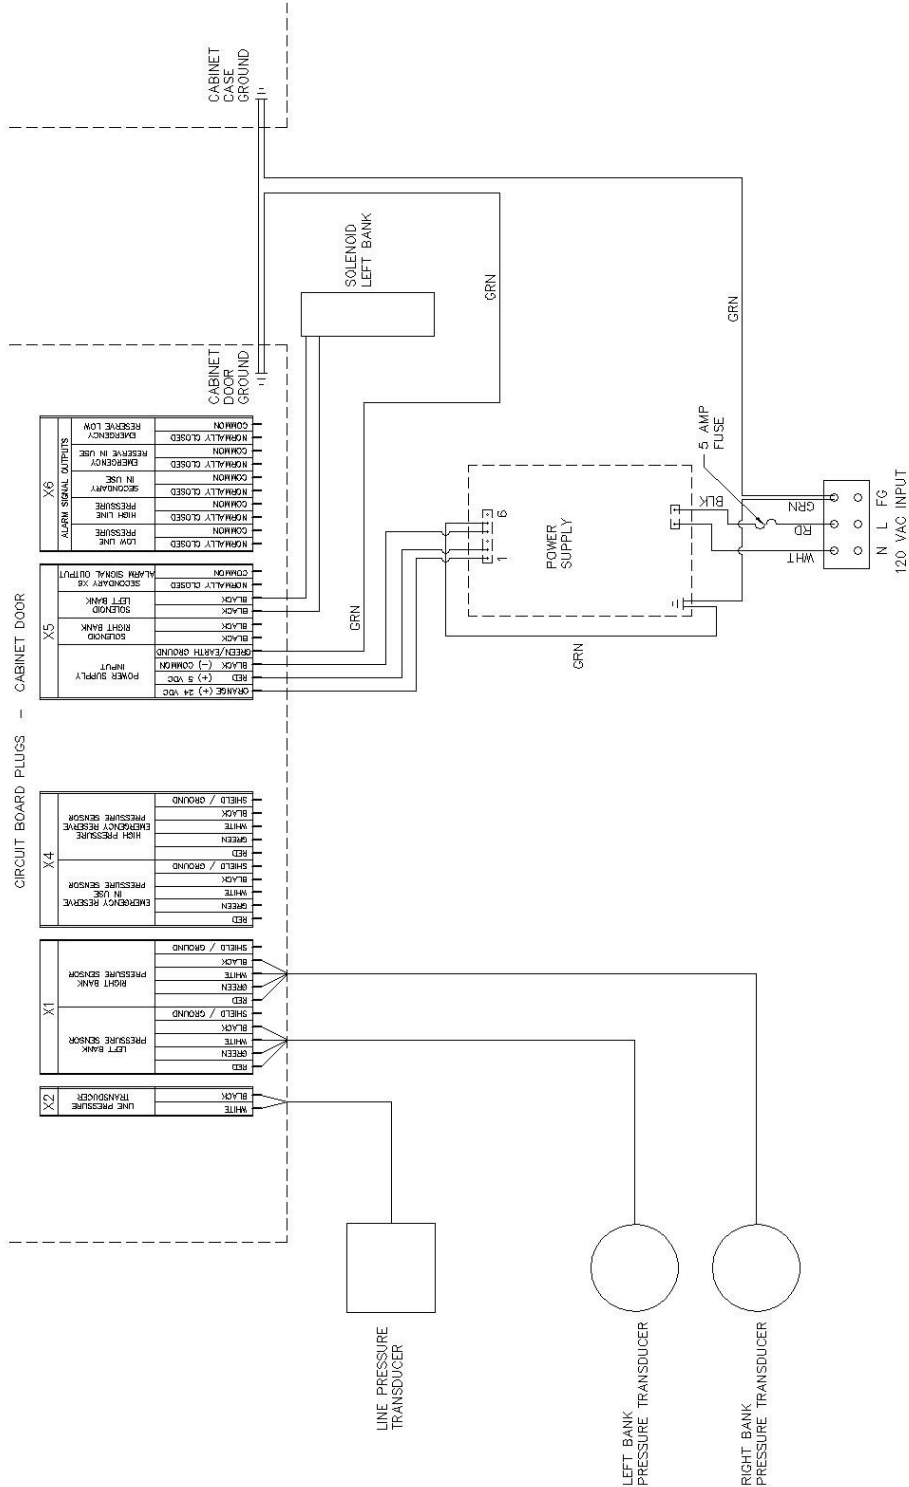 CIRCUIT BOARD PLUGS - CABINET DOOR
X2
LINE PRESSURE
TRANSDUCER
WHITE
BLACK
X1
LEFT BANK
PRESSURE SENSOR
RED
GREEN
WHITE
BLACK
SHIELD / GROUND
RIGHT BANK
PRESSURE SENSOR
RED
GREEN
WHITE
BLACK
SHIELD / GROUND
X4
EMERGENCY RESERVE
IN USE
PRESSURE SENSOR
RED
GREEN
WHITE
BLACK
SHIELD / GROUND
HIGH PRESSURE
EMERGENCY RESERVE
PRESSURE SENSOR
RED
GREEN
WHITE
BLACK
SHIELD / GROUND
X5
POWER SUPPLY
INPUT
ORANGE (+) 24 VDC
RED (+) 5 VDC
BLACK (-) COMMON
GREEN/EARTH GROUND
SOLENOID
RIGHT BANK
BLACK
BLACK
SOLENOID
LEFT BANK
BLACK
BLACK
SECONDARY X6
ALARM SIGNAL OUTPUT
NORMALLY CLOSED
COMMON
X6
ALARM SIGNAL OUTPUTS
LOW LINE
PRESSURE
NORMALLY CLOSED
COMMON
HIGH LINE
PRESSURE
NORMALLY CLOSED
COMMON
SECONDARY
IN USE
NORMALLY CLOSED
COMMON
EMERGENCY
RESERVE IN USE
NORMALLY CLOSED
COMMON
EMERGENCY
RESERVE LOW
NORMALLY CLOSED
COMMON
CABINET
DOOR
GROUND
CABINET
CASE
GROUND
SOLENOID
LEFT BANK
GRN
GRN
GRN
GRN
1
6
POWER
SUPPLY
BLK
5 AMP
FUSE
WHT
RD
GRN
N L FG
120 VAC INPUT
LINE PRESSURE
TRANSDUCER
LEFT BANK
PRESSURE TRANSDUCER
RIGHT BANK
PRESSURE TRANSDUCER